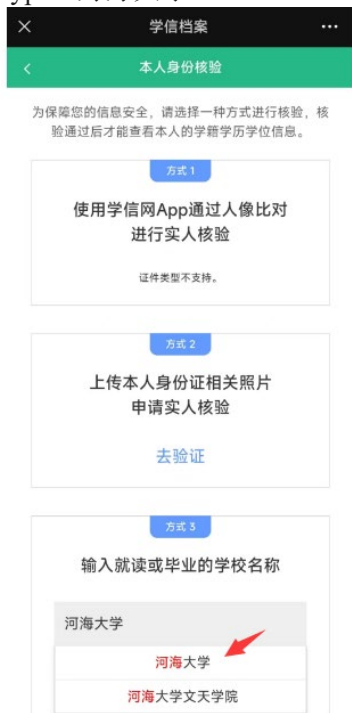 学信档案
本人身份核验
为保障您的信息安全，请选择一种方式进行核验，核
验通过后才能查看本人的学籍学历学位信息。
方式 1
使用学信网App通过人像比对
进行实人核验
证件类型不支持。
方式 2
上传本人身份证相关照片
申请实人核验
去验证
方式 3
输入就读或毕业的学校名称
河海大学
河海大学
河海大学文天学院